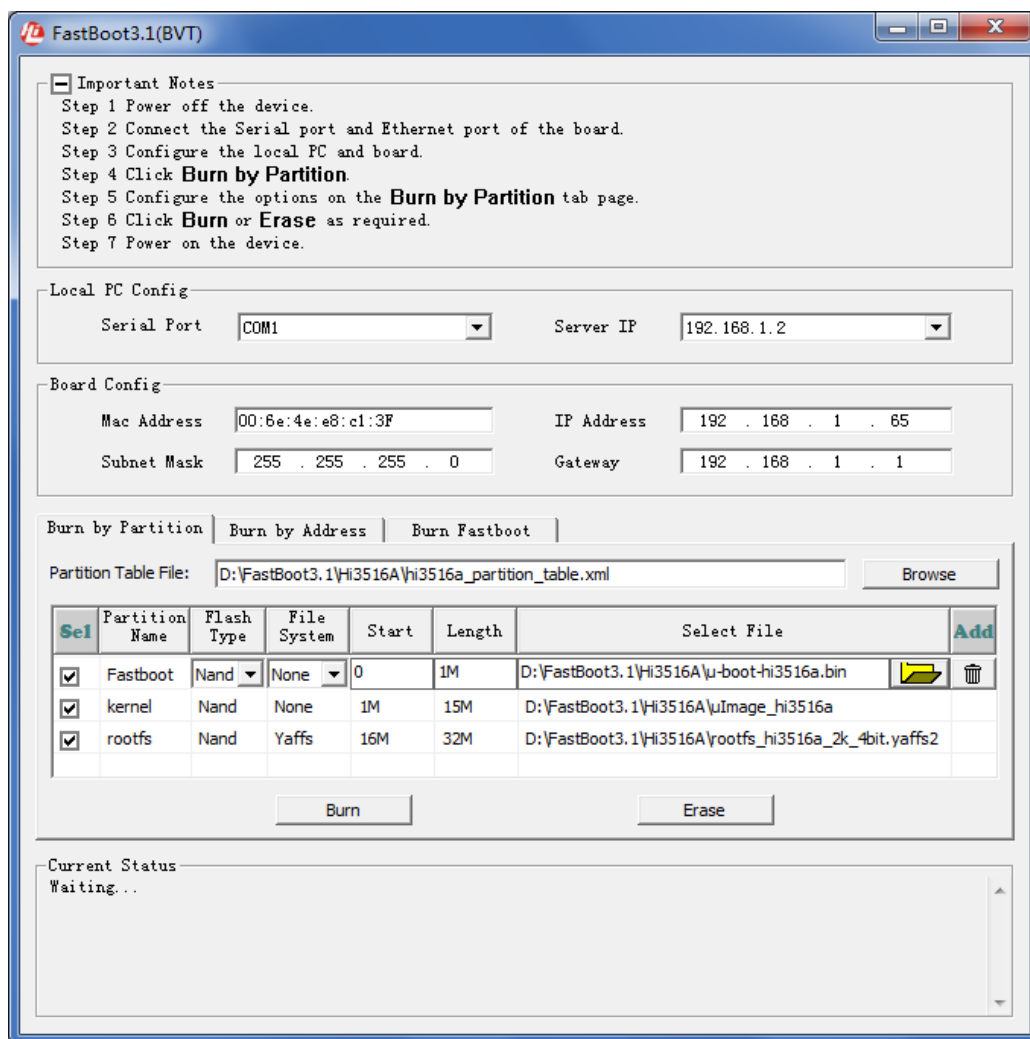 FastBoot3.1(BVT)
Important Notes
Step 1 Power off the device.
Step 2 Connect the Serial port and Ethernet port of the board.
Step 3 Configure the local PC and board.
Step 4 Click Burn by Partition.
Step 5 Configure the options on the Burn by Partition tab page.
Step 6 Click Burn or Erase as required.
Step 7 Power on the device.
Local PC Config
Serial Port COM1 Server IP 192.168.1.2
Board Config
Mac Address 00:6e:4e:e8:c1:3F IP Address 192 . 168 . 1 . 65
Subnet Mask 255 . 255 . 255 . 0 Gateway 192 . 168 . 1 . 1
Burn by Partition Burn by Address Burn Fastboot
Partition Table File: D:\FastBoot3.1\Hi3516A\hi3516a_partition_table.xml Browse
Sel Partition Name Flash Type File System Start Length Select File Add
Fastboot Nand None 0 1M D:\FastBoot3.1\Hi3516A\u-boot-hi3516a.bin
kernel Nand None 1M 15M D:\FastBoot3.1\Hi3516A\uImage_hi3516a
rootfs Nand Yaffs 16M 32M D:\FastBoot3.1\Hi3516A\rootfs_hi3516a_2k_4bit.yaffs2
Burn Erase
Current Status
Waiting...